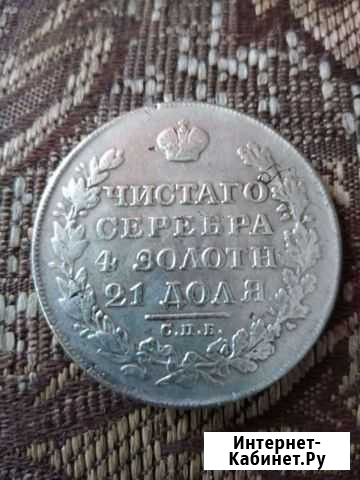 ЧИСТАГО
СЕРЕБРА
4 ЗОЛОТН
21 ДОЛЯ
С.П.Б.
Интернет-
Кабинет.Ру